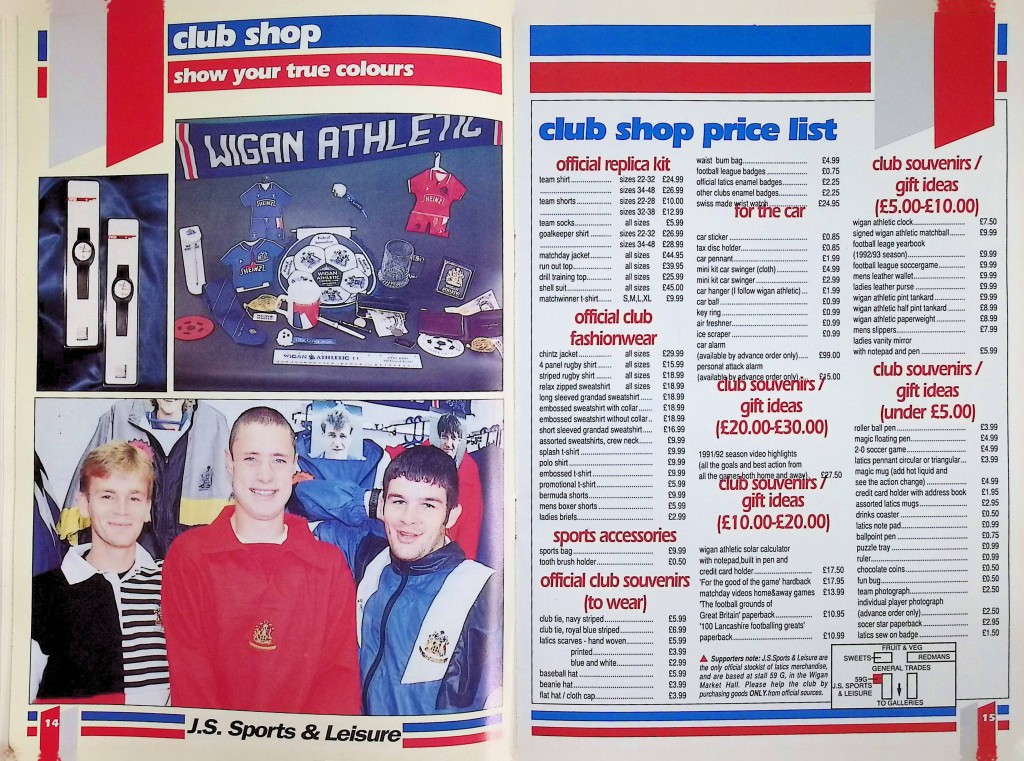 club shop
show your true colours
WIGAN ATHLETIC
HEINZ
HEINZ
HEINZ
WIGAN ATHLETIC
WIGAN ATHLETIC
14
J.S. Sports & Leisure
club shop price list
official replica kit
team shirt................ sizes 22-32 £24.99
sizes 34-48 £26.99
team shorts............. sizes 22-28 £10.00
............................. sizes 32-38 £12.99
team socks............. all sizes £5.99
goalkeeper shirt...... sizes 22-32 £26.99
sizes 34-48 £28.99
matchday jacket....... all sizes £44.95
run out top.............. all sizes £39.95
drill training top........ all sizes £25.99
shell suit................. all sizes £45.00
matchwinner t-shirt..... S,M,L,XL £9.99
official club
fashionwear
chintz jacket............. all sizes £29.99
4 panel rugby shirt ..... all sizes £15.99
striped rugby shirt ...... all sizes £18.99
relax zipped sweatshirt all sizes £18.99
long sleeved grandad sweatshirt..... £18.99
embossed sweatshirt with collar...... £18.99
embossed sweatshirt without collar.. £18.99
short sleeved grandad sweatshirt..... £16.99
assorted sweatshirts, crew neck...... £9.99
splash t-shirt........................ £9.99
polo shirt............................ £9.99
embossed t-shirt...................... £9.99
promotional t-shirt................... £5.99
bermuda shorts........................ £9.99
mens boxer shorts..................... £5.99
ladies briefs......................... £2.99
sports accessories
sports bag............................ £9.99
tooth brush holder.................... £0.50
official club souvenirs
(to wear)
club tie, navy striped................ £5.99
club tie, royal blue striped.......... £6.99
latics scarves - hand woven........... £5.99
printed............................... £3.99
blue and white........................ £2.99
baseball hat.......................... £5.99
beanie hat............................ £3.99
flat hat / cloth cap.................. £3.99
waist bum bag......................... £4.99
football league badges ............... £0.75
official latics enamel badges......... £2.25
other clubs enamel badges............. £2.25
swiss made wrist watch................ £24.95
for the car
car sticker........................... £0.85
tax disc holder....................... £0.85
car pennant........................... £1.99
mini kit car swinger (cloth) ......... £4.99
mini kit car swinger ................. £2.99
car hanger (I follow wigan athletic) ... £1.99
car ball ............................. £0.99
key ring ............................. £0.99
air freshner.......................... £0.99
ice scraper .......................... £0.99
car alarm
(available by advance order only)..... £99.00
personal attack alarm
(available by advance order only) . £15.00
club souvenirs /
gift ideas
(£20.00-£30.00)
1991/92 season video highlights
(all the goals and best action from
all the games both home and away) £27.50
club souvenirs /
gift ideas
(£10.00-£20.00)
wigan athletic solar calculator
with notepad,built in pen and
credit card holder.................... £17.50
'For the good of the game' hardback £17.95
matchday videos home&away games £13.99
'The football grounds of
Great Britain' paperback.............. £10.95
'100 Lancashire footballing greats'
paperback............................. £10.99
▲ Supporters note: J.S.Sports & Leisure are
the only official stockist of latics merchandise,
and are based at stall 59 G, in the Wigan
Market Hall. Please help the club by
purchasing goods ONLY.from official sources.
club souvenirs /
gift ideas
(£5.00-£10.00)
wigan athletic clock.................. £7.50
signed wigan athletic matchball....... £9.99
football leage yearbook
(1992/93 season)...................... £9.99
football league soccergame............ £9.99
mens leather wallet................... £9.99
ladies leather purse ................. £9.99
wigan athletic pint tankard........... £9.99
wigan athletic half pint tankard ..... £8.99
wigan athletic paperweight............ £8.99
mens slippers......................... £7.99
ladies vanity mirror
with notepad and pen ................. £5.99
club souvenirs /
gift ideas
(under £5.00)
roller ball pen....................... £3.99
magic floating pen.................... £4.99
2-0 soccer game....................... £4.99
latics pennant circular or triangular... £3.99
magic mug (add hot liquid and
see the action change) ............... £4.99
credit card holder with address book £1.95
assorted latics mugs.................. £2.95
drinks coaster ....................... £0.50
latics note pad....................... £0.99
ballpoint pen ........................ £0.75
puzzle tray .......................... £0.99
ruler................................. £0.99
chocolate coins....................... £0.50
fun bug............................... £0.50
team photograph....................... £2.50
individual player photograph
(advance order only).................. £2.50
socer star paperback ................. £2.95
latics sew on badge................... £1.50
FRUIT & VEG
SWEETS
REDMANS
GENERAL TRADES
59G
J.S. SPORTS
& LEISURE
TO GALLERIES
15